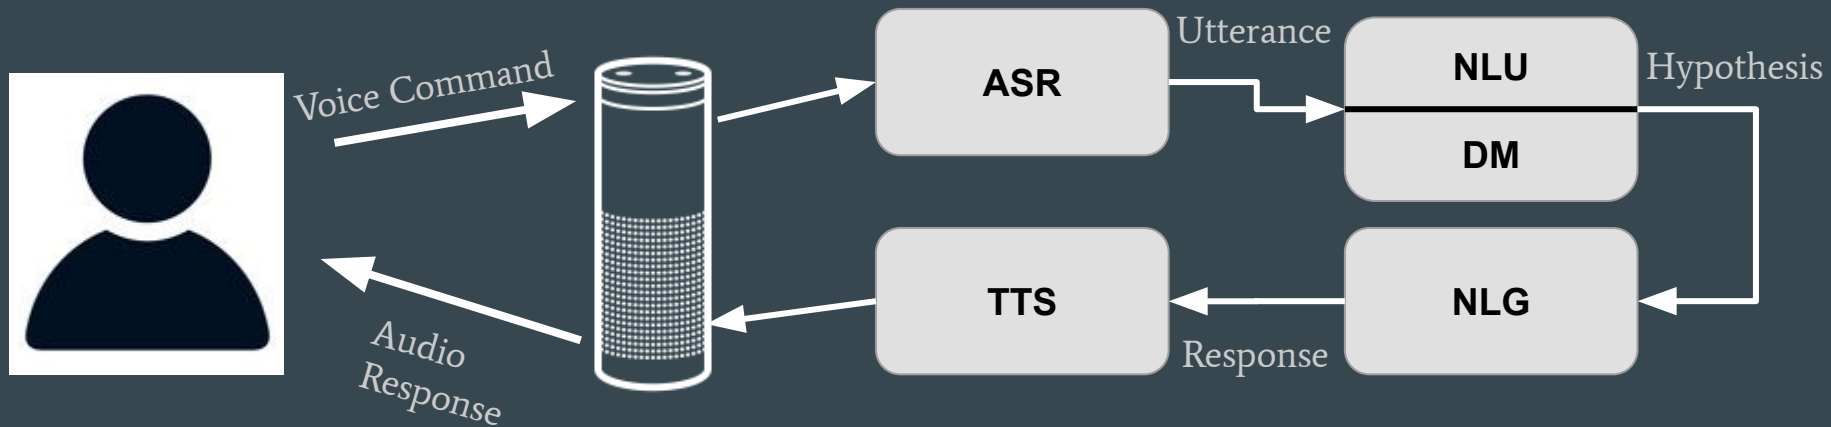 Voice Command
ASR
Utterance
NLU
DM
Hypothesis
NLG
Response
TTS
Audio
Response